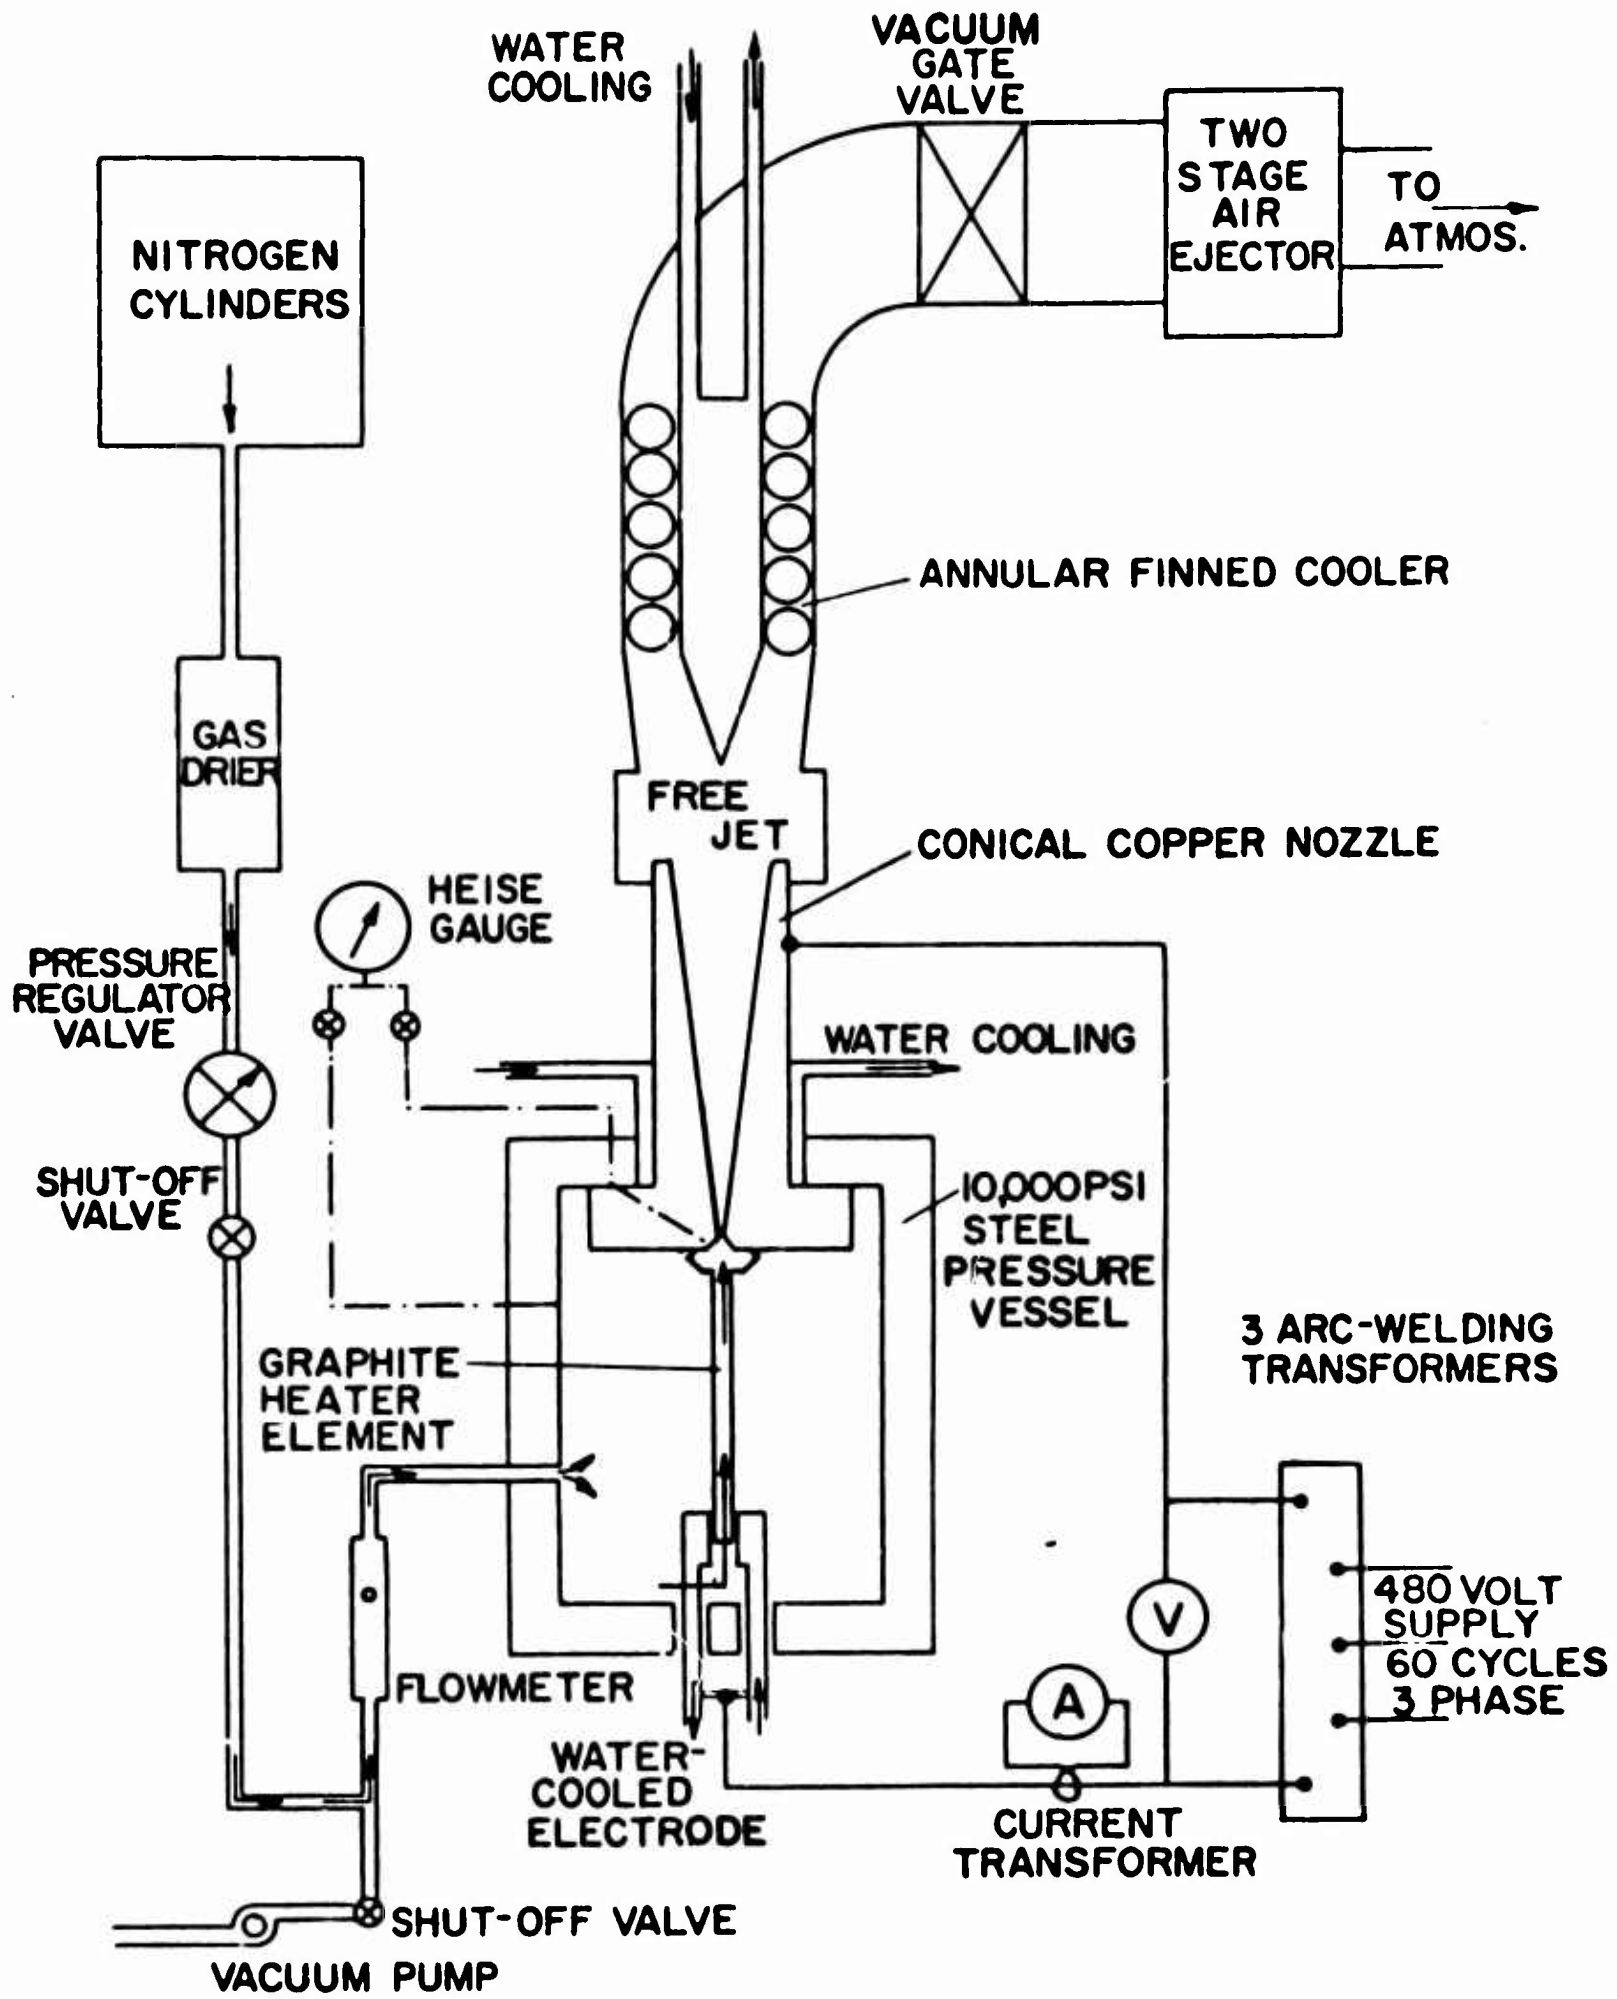 WATER
COOLING
VACUUM
GATE
VALVE
TWO
STAGE
AIR
EJECTOR
TO
ATMOS.
NITROGEN
CYLINDERS
ANNULAR FINNED COOLER
GAS
DRIER
FREE
JET
CONICAL COPPER NOZZLE
HEISE
GAUGE
PRESSURE
REGULATOR
VALVE
WATER COOLING
SHUT-OFF
VALVE
10,000PSI
STEEL
PRESSURE
VESSEL
3 ARC-WELDING
TRANSFORMERS
GRAPHITE
HEATER
ELEMENT
480 VOLT
SUPPLY
60 CYCLES
3 PHASE
V
A
FLOWMETER
WATER-
COOLED
ELECTRODE
CURRENT
TRANSFORMER
SHUT-OFF VALVE
VACUUM PUMP